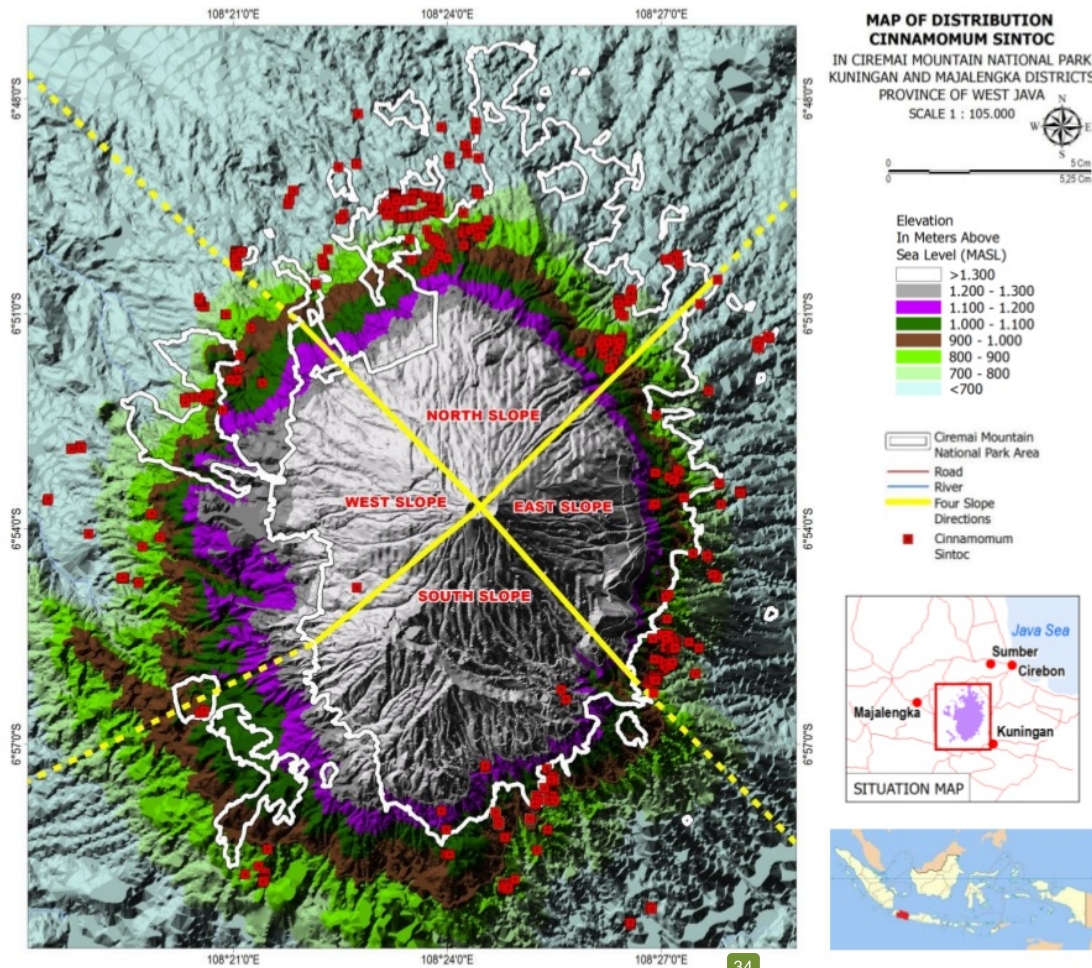 108°21'0"E
108°24'0"E
108°27'0"E
6°48'0"S
6°51'0"S
6°54'0"S
6°57'0"S
6°48'0"S
6°51'0"S
6°54'0"S
6°57'0"S
NORTH SLOPE
WEST SLOPE
EAST SLOPE
SOUTH SLOPE
108°21'0"E
108°24'0"E
108°27'0"E
34
MAP OF DISTRIBUTION
CINNAMOMUM SINTOC
IN CIREMAI MOUNTAIN NATIONAL PARK
KUNINGAN AND MAJALENGKA DISTRICTS
PROVINCE OF WEST JAVA
SCALE 1 : 105.000
N
W
E
S
0
5 Cm
0
5,25 Cm
Elevation
In Meters Above
Sea Level (MASL)
>1.300
1.200 - 1.300
1.100 - 1.200
1.000 - 1.100
900 - 1.000
800 - 900
700 - 800
<700
Ciremai Mountain
National Park Area
Road
River
Four Slope
Directions
Cinnamomum
Sintoc
Java Sea
Sumber
Cirebon
Majalengka
Kuningan
SITUATION MAP